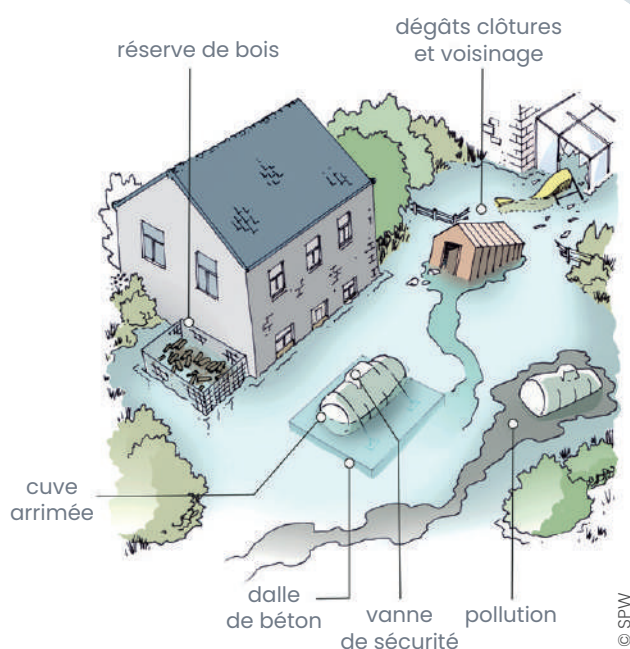 dégâts clôtures
et voisinage
réserve de bois
cuve
arrimée
dalle
de béton
vanne
de sécurité
pollution
© SPW